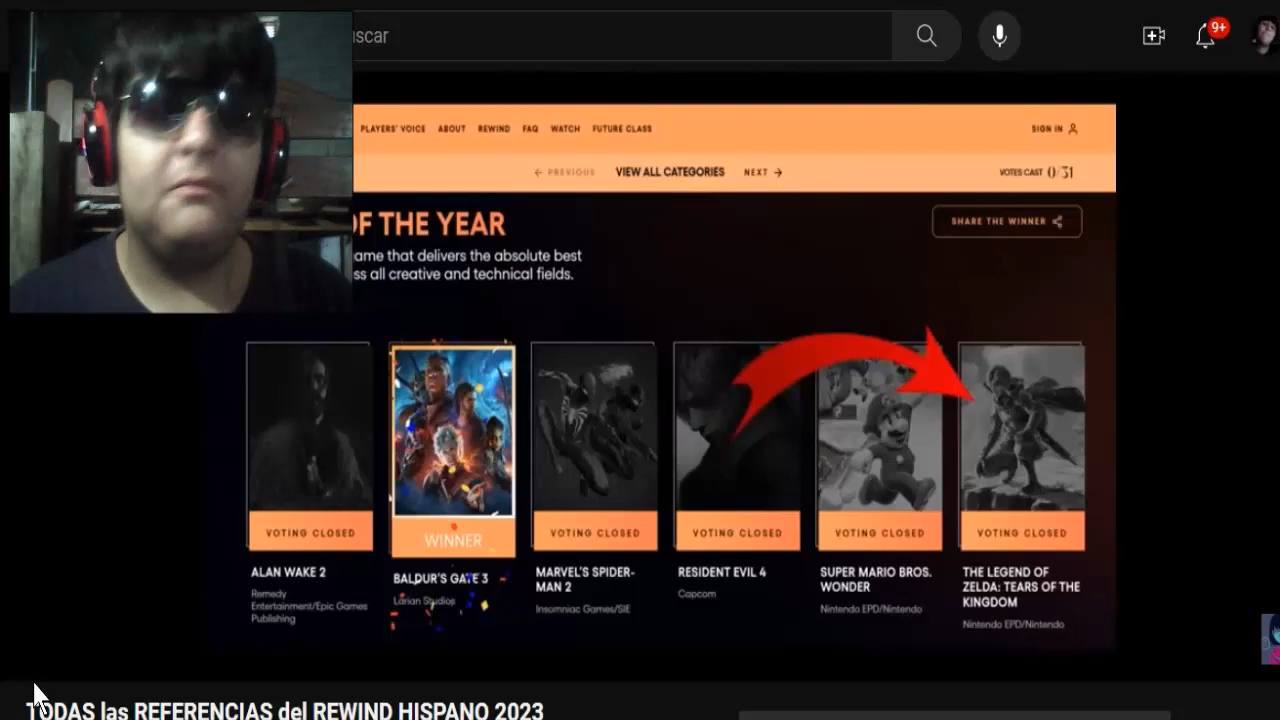 uscar
9+
PLAYERS' VOICE ABOUT REWIND FAQ WATCH FUTURE CLASS
SIGN IN
← PREVIOUS VIEW ALL CATEGORIES NEXT →
VOTES CAST 0/31
OF THE YEAR
SHARE THE WINNER
ame that delivers the absolute best
ss all creative and technical fields.
VOTING CLOSED
ALAN WAKE 2
Remedy
Entertainment/Epic Games
Publishing
WINNER
BALDUR'S GATE 3
Larian Studios
VOTING CLOSED
MARVEL'S SPIDER-
MAN 2
Insomniac Games/SIE
VOTING CLOSED
RESIDENT EVIL 4
Capcom
VOTING CLOSED
SUPER MARIO BROS.
WONDER
Nintendo EPD/Nintendo
VOTING CLOSED
THE LEGEND OF
ZELDA: TEARS OF THE
KINGDOM
Nintendo EPD/Nintendo
TODAS las REFERENCIAS del REWIND HISPANO 2023